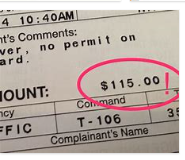 4 10:40AM
nt's Comments:
ver, no permit on
ard.
OUNT: $115.00!
ncy Command
FFIC T-106 35
Complainant's Name